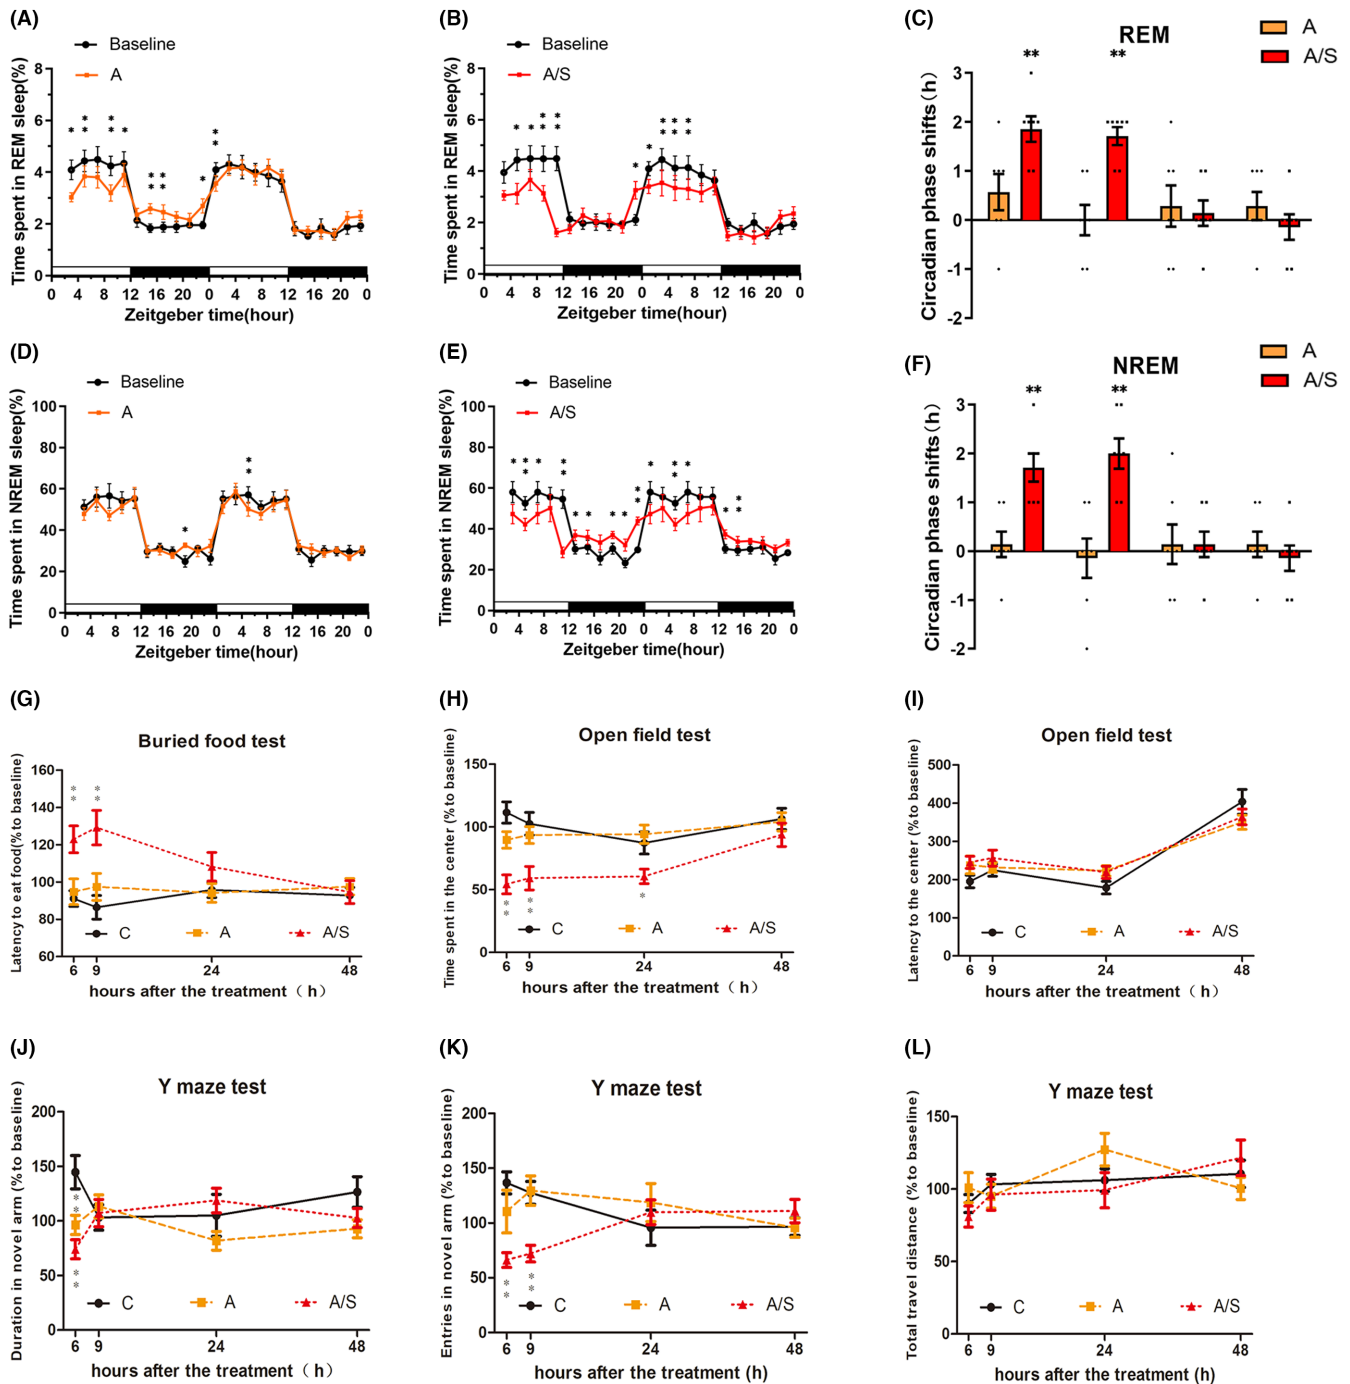 (A)
Baseline
A
Time spent in REM sleep(%)
8
6
4
2
0
* ** ** * ** ** * **
0 4 8 12 16 20 0 4 8 12 16 20 0
Zeitgeber time(hour)
(B)
Baseline
A/S
Time spent in REM sleep(%)
8
6
4
2
0
* * ** ** * * ** ** **
0 4 8 12 16 20 0 4 8 12 16 20 0
Zeitgeber time(hour)
(C)
REM
A
A/S
Circadian phase shifts(h)
3
2
1
0
-1
-2
** **
(D)
Baseline
A
Time spent in NREM sleep(%)
100
80
60
40
20
0
* **
0 4 8 12 16 20 0 4 8 12 16 20 0
Zeitgeber time(hour)
(E)
Baseline
A/S
Time spent in NREM sleep(%)
100
80
60
40
20
0
* ** * ** * * * * ** * ** * * **
0 4 8 12 16 20 0 4 8 12 16 20 0
Zeitgeber time(hour)
(F)
NREM
A
A/S
Circadian phase shifts(h)
3
2
1
0
-1
-2
** **
(G)
Buried food test
Latency to eat food(% to baseline)
160
140
120
100
80
60
** **
C A A/S
6 9 24 48
hours after the treatment（h）
(H)
Open field test
Time spent in the center (% to baseline)
150
100
50
0
** ** *
C A A/S
6 9 24 48
hours after the treatment（h）
(I)
Open field test
Latency to the center (% to baseline)
500
400
300
200
100
0
C A A/S
6 9 24 48
hours after the treatment（h）
(J)
Y maze test
Duration in novel arm (% to baseline)
200
150
100
50
0
** **
C A A/S
6 9 24 48
hours after the treatment（h）
(K)
Y maze test
Entries in novel arm (% to baseline)
200
150
100
50
0
** **
C A A/S
6 9 24 48
hours after the treatment (h)
(L)
Y maze test
Total travel distance (% to baseline)
150
100
50
0
C A A/S
6 9 24 48
hours after the treatment (h)